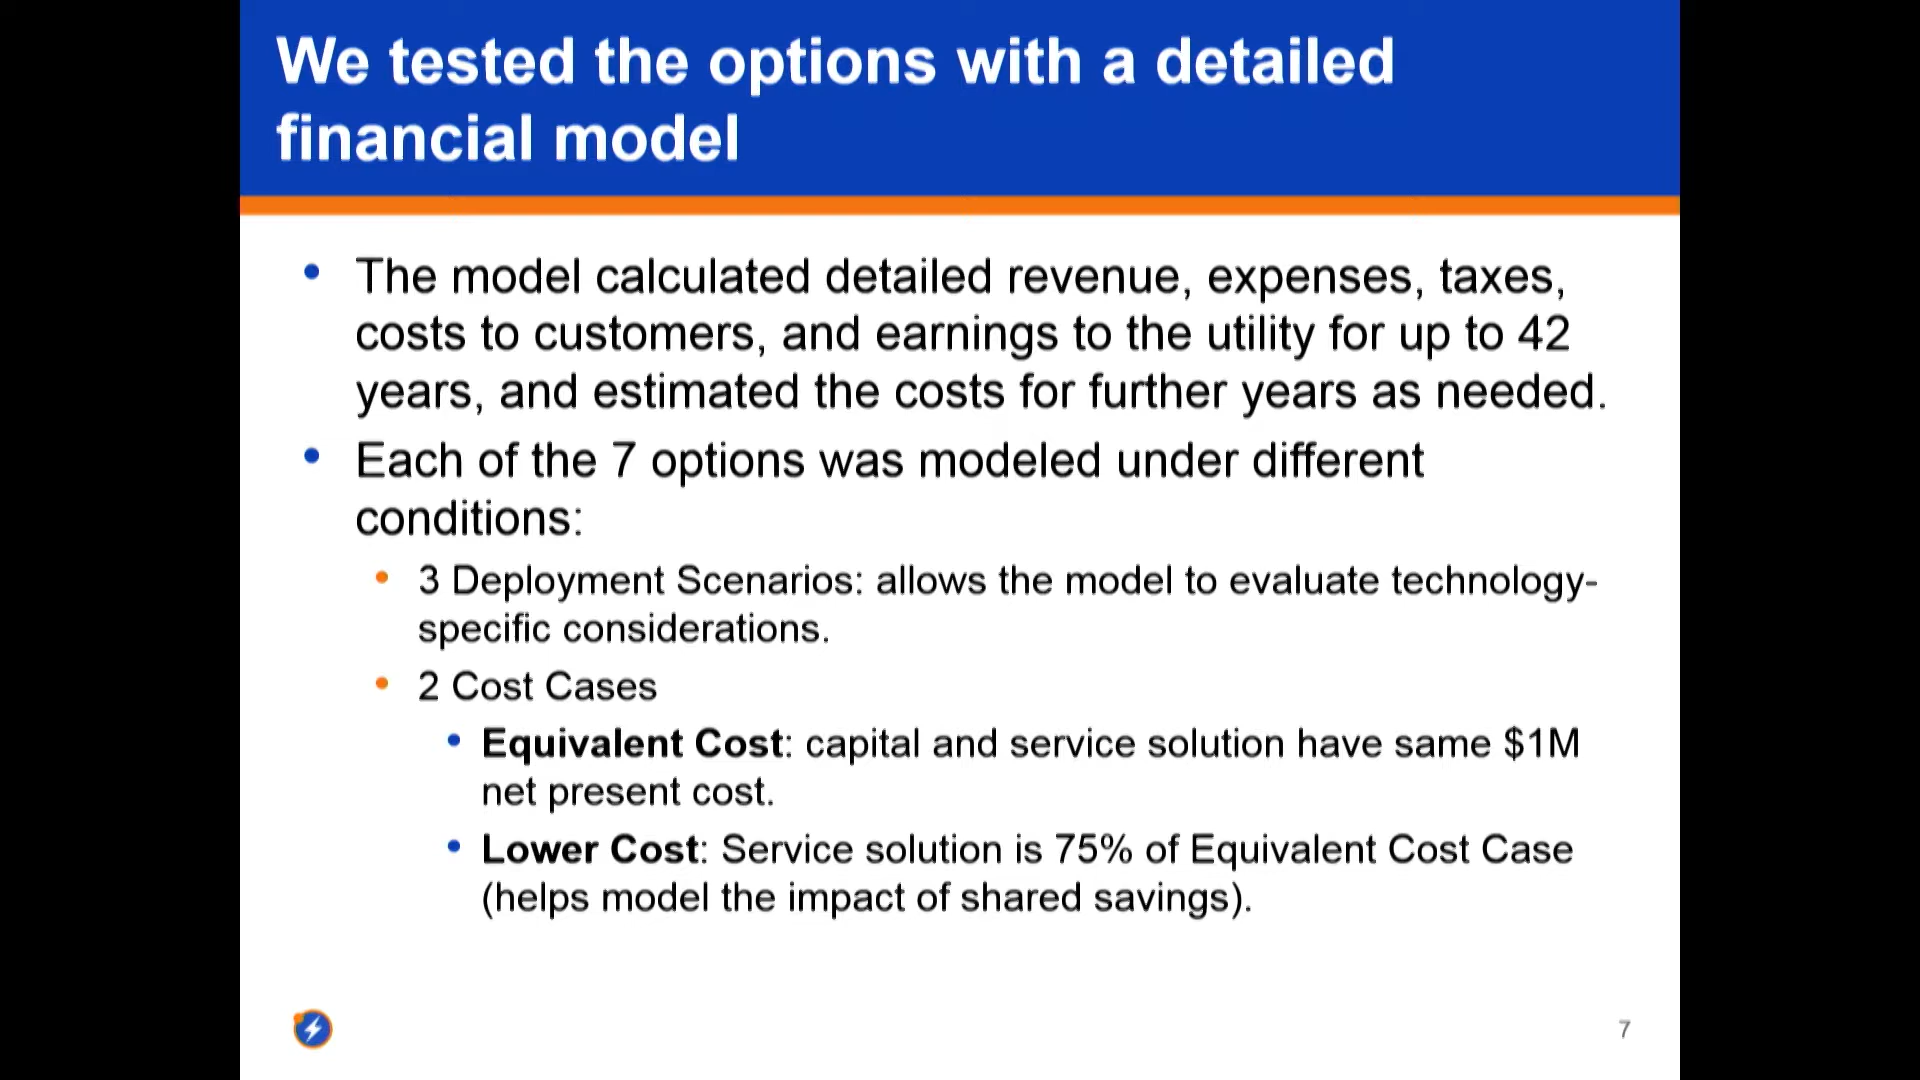 We tested the options with a detailed
financial model
• The model calculated detailed revenue, expenses, taxes,
costs to customers, and earnings to the utility for up to 42
years, and estimated the costs for further years as needed.
• Each of the 7 options was modeled under different
conditions:
• 3 Deployment Scenarios: allows the model to evaluate technology-
specific considerations.
• 2 Cost Cases
• Equivalent Cost: capital and service solution have same $1M
net present cost.
• Lower Cost: Service solution is 75% of Equivalent Cost Case
(helps model the impact of shared savings).
7